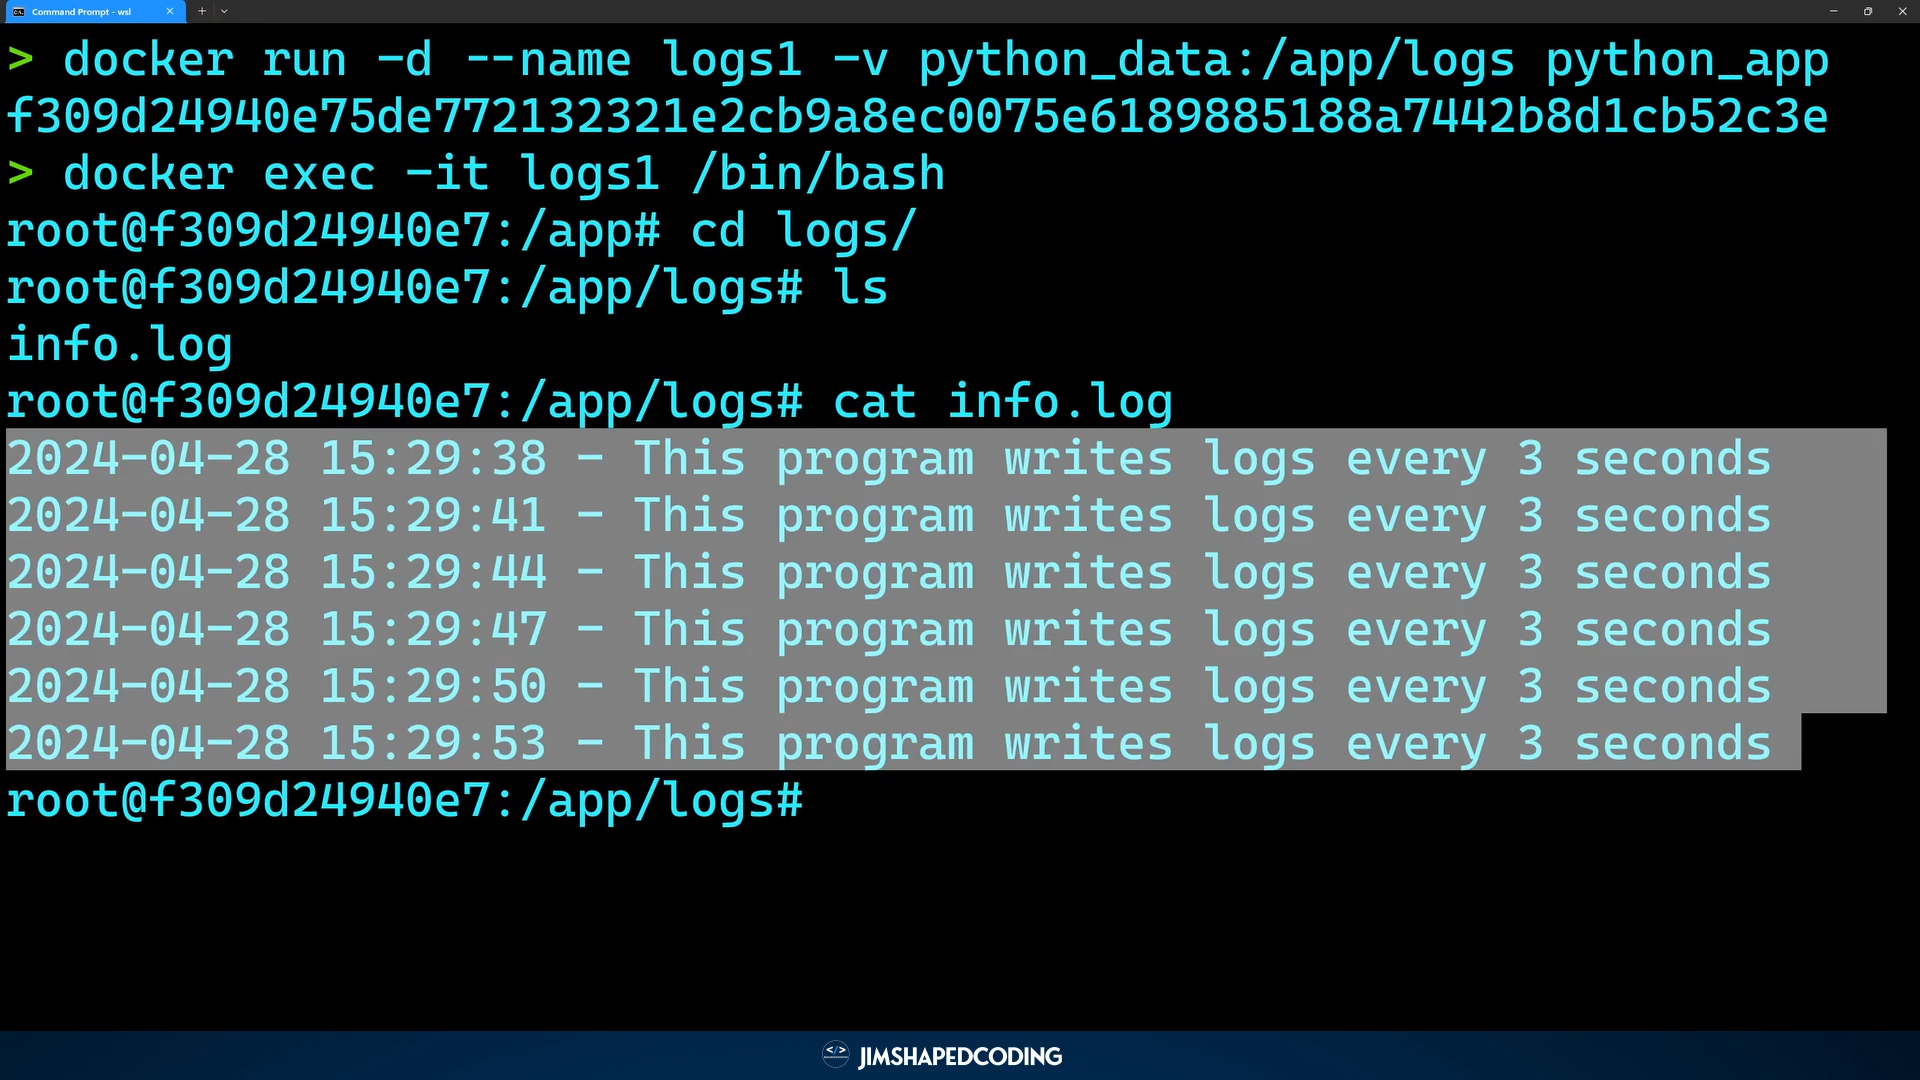 Command Prompt - wsl
> docker run -d --name logs1 -v python_data:/app/logs python_app
f309d24940e75de772132321e2cb9a8ec0075e6189885188a7442b8d1cb52c3e
> docker exec -it logs1 /bin/bash
root@f309d24940e7:/app# cd logs/
root@f309d24940e7:/app/logs# ls
info.log
root@f309d24940e7:/app/logs# cat info.log
2024-04-28 15:29:38 - This program writes logs every 3 seconds
2024-04-28 15:29:41 - This program writes logs every 3 seconds
2024-04-28 15:29:44 - This program writes logs every 3 seconds
2024-04-28 15:29:47 - This program writes logs every 3 seconds
2024-04-28 15:29:50 - This program writes logs every 3 seconds
2024-04-28 15:29:53 - This program writes logs every 3 seconds
root@f309d24940e7:/app/logs#
</> JIMSHAPEDCODING